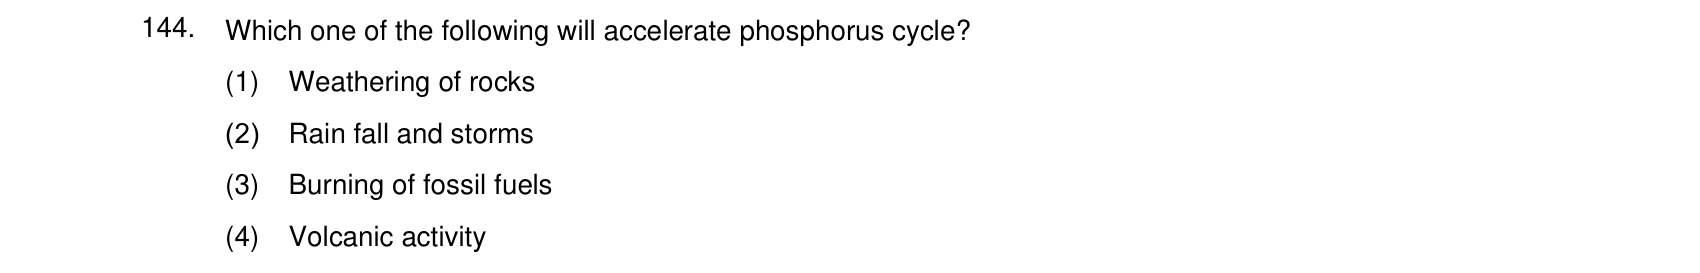 144. Which one of the following will accelerate phosphorus cycle?
(1) Weathering of rocks
(2) Rain fall and storms
(3) Burning of fossil fuels
(4) Volcanic activity